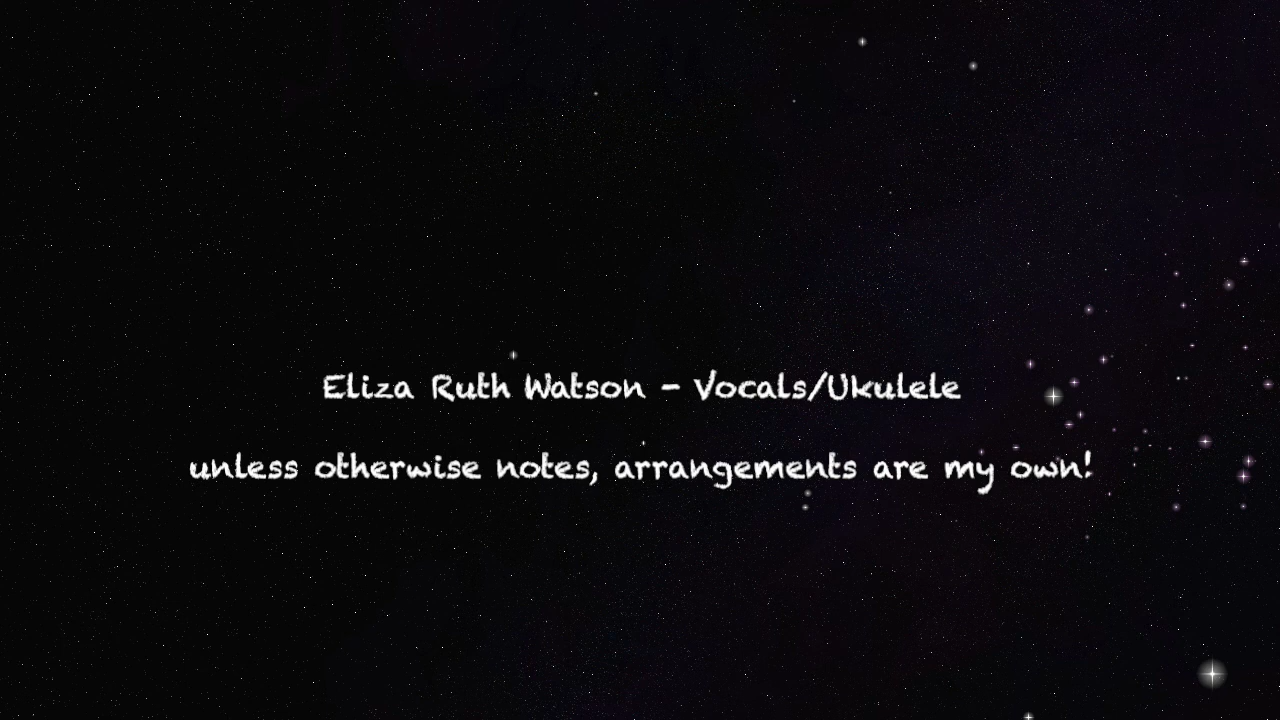 Eliza Ruth Watson - Vocals/Ukulele
unless otherwise notes, arrangements are my own!